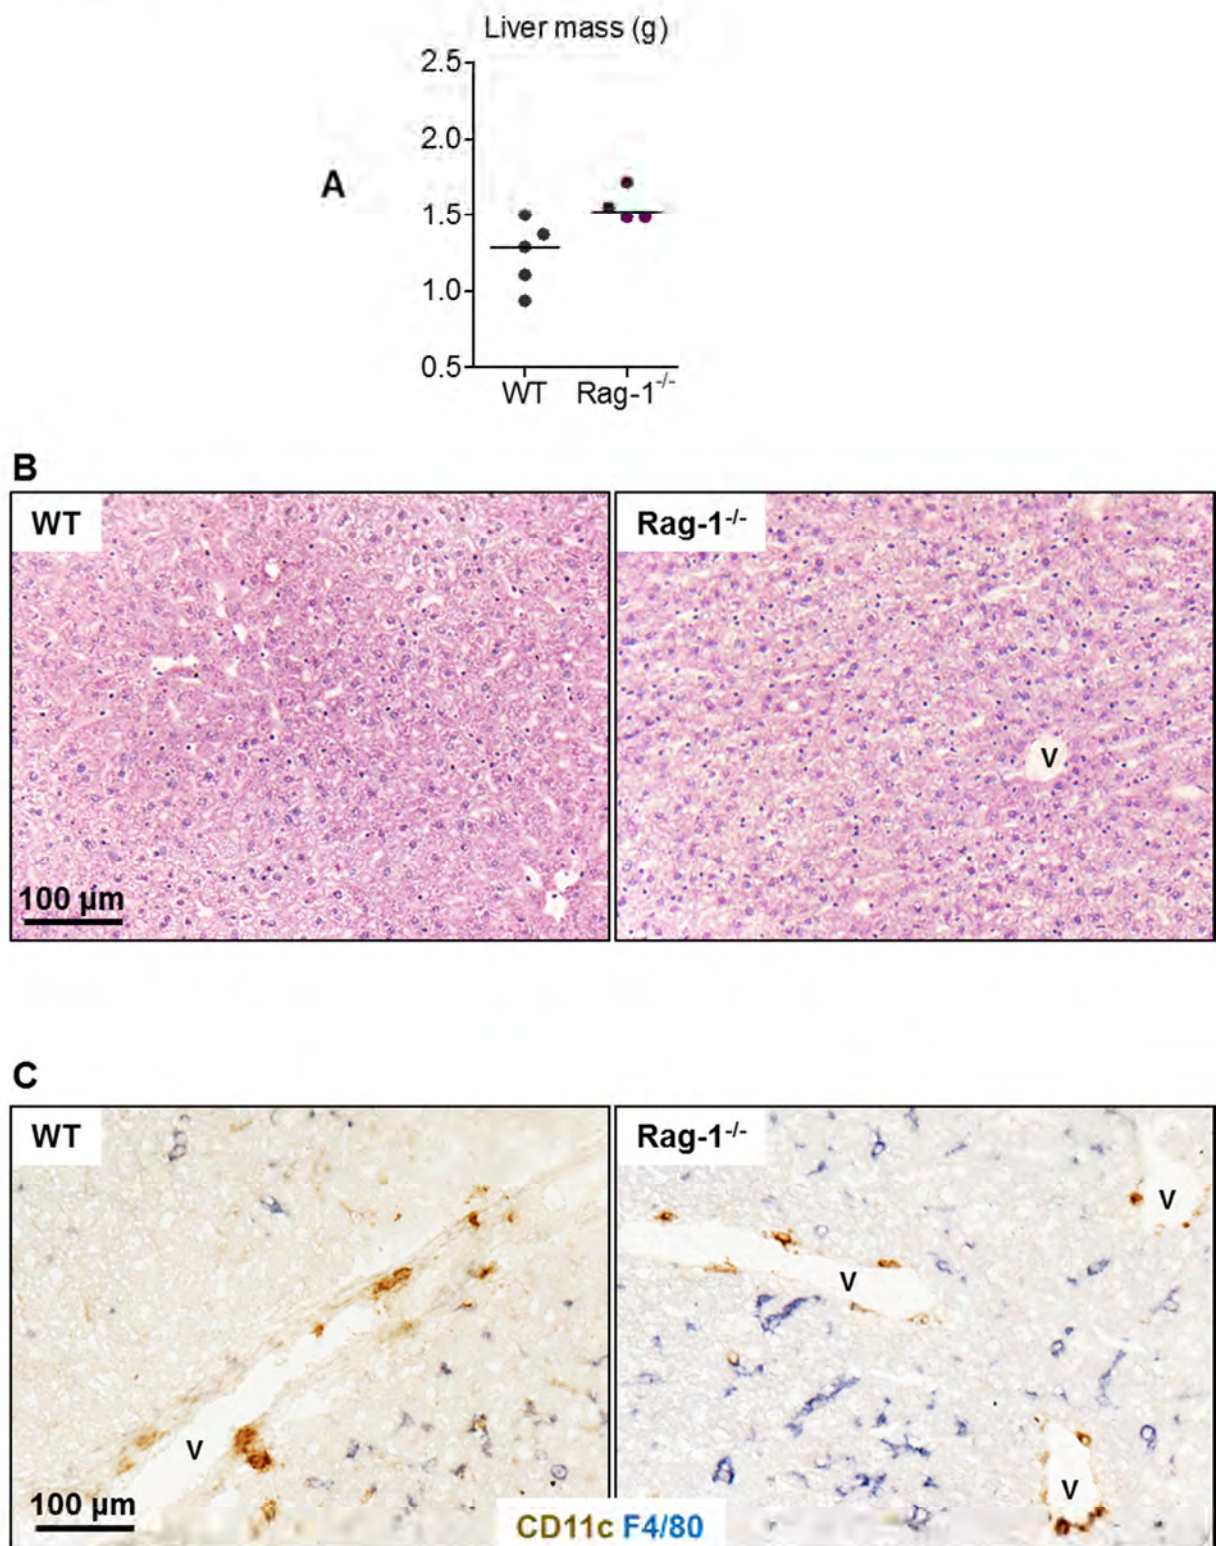 Liver mass (g)
2.5
2.0
A
1.5
1.0
0.5
WT Rag-1-/-
B
WT
Rag-1-/-
V
100 μm
C
WT
Rag-1-/-
V
V
V
V
100 μm
CD11c F4/80